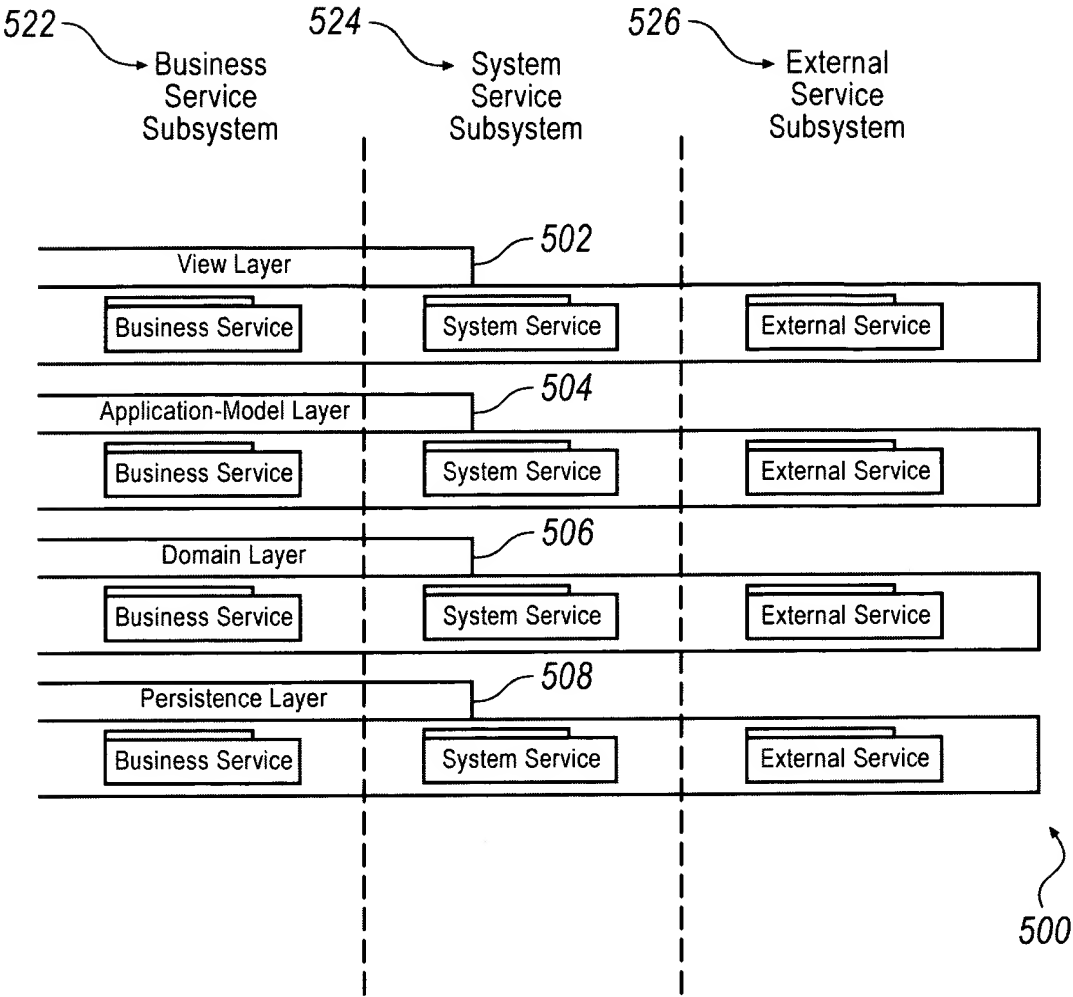 522
524
526
Business
Service
Subsystem
System
Service
Subsystem
External
Service
Subsystem
View Layer
502
Business Service
System Service
External Service
Application-Model Layer
504
Business Service
System Service
External Service
Domain Layer
506
Business Service
System Service
External Service
Persistence Layer
508
Business Service
System Service
External Service
500